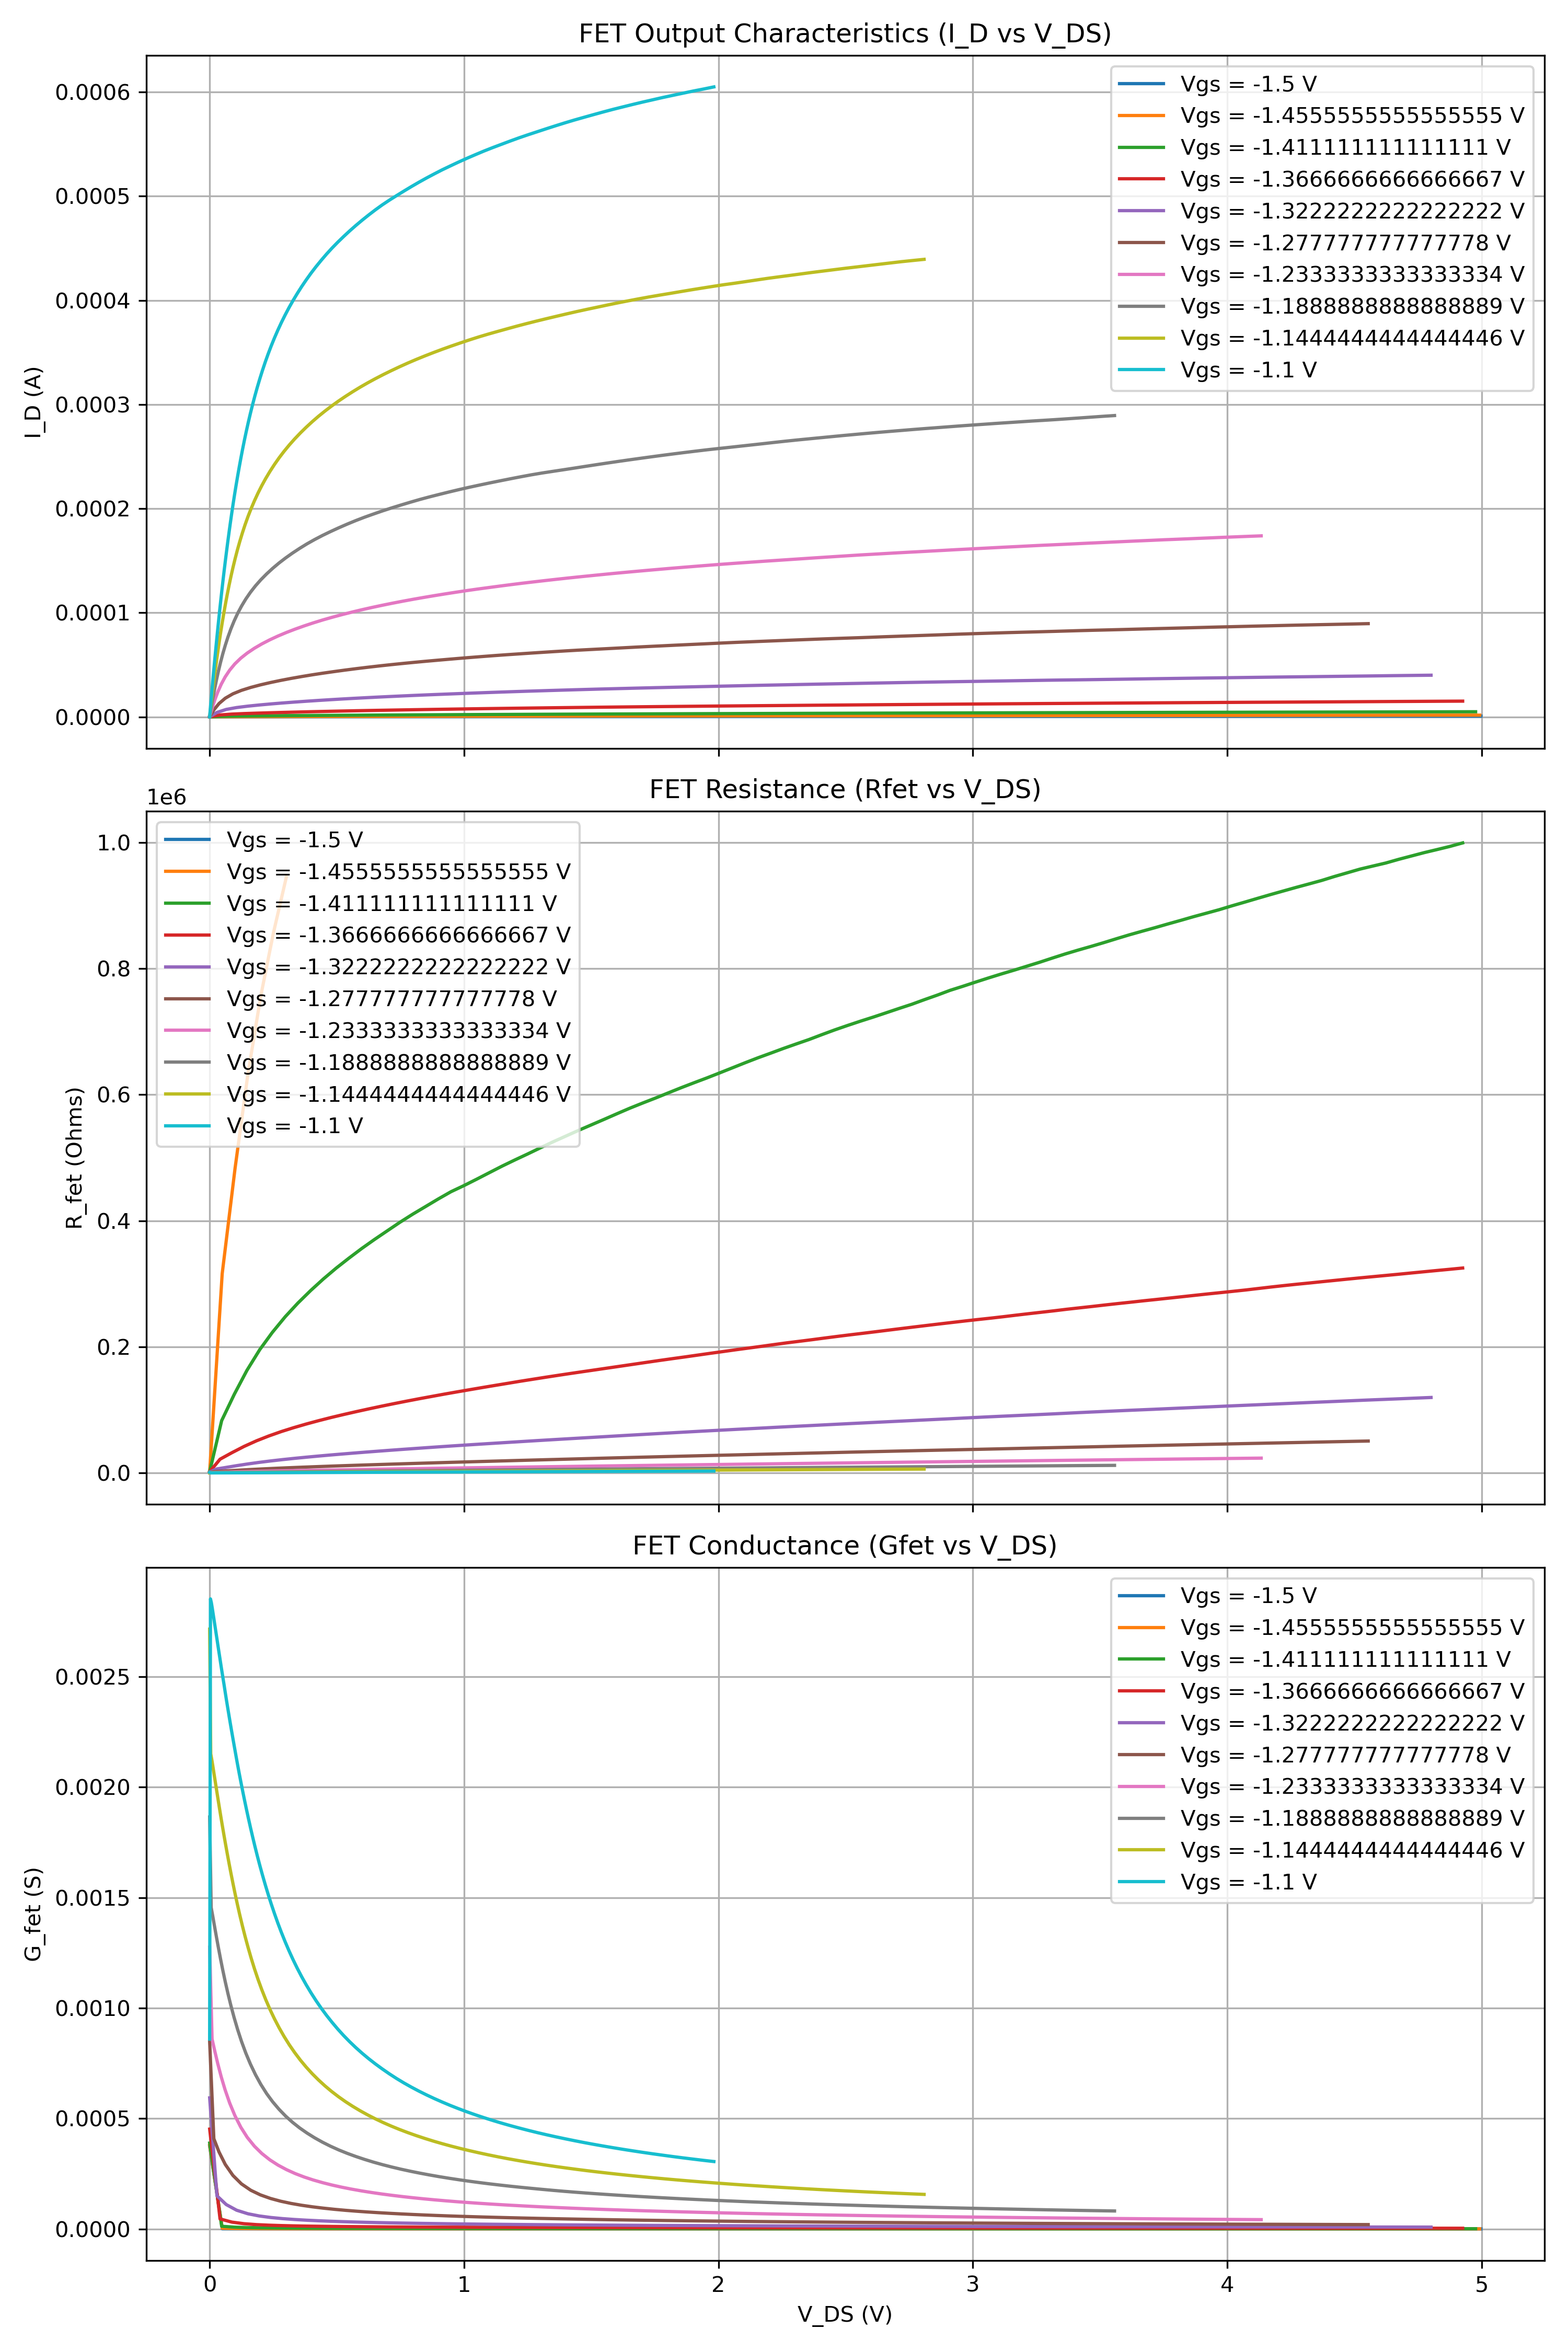 FET Output Characteristics (I_D vs V_DS)
I_D (A)
0.0006
0.0005
0.0004
0.0003
0.0002
0.0001
0.0000
Vgs = -1.5 V
Vgs = -1.4555555555555555 V
Vgs = -1.411111111111111 V
Vgs = -1.3666666666666667 V
Vgs = -1.3222222222222222 V
Vgs = -1.277777777777778 V
Vgs = -1.2333333333333334 V
Vgs = -1.1888888888888889 V
Vgs = -1.1444444444444446 V
Vgs = -1.1 V
FET Resistance (Rfet vs V_DS)
1e6
R_fet (Ohms)
1.0
0.8
0.6
0.4
0.2
0.0
Vgs = -1.5 V
Vgs = -1.4555555555555555 V
Vgs = -1.411111111111111 V
Vgs = -1.3666666666666667 V
Vgs = -1.3222222222222222 V
Vgs = -1.277777777777778 V
Vgs = -1.2333333333333334 V
Vgs = -1.1888888888888889 V
Vgs = -1.1444444444444446 V
Vgs = -1.1 V
FET Conductance (Gfet vs V_DS)
G_fet (S)
0.0025
0.0020
0.0015
0.0010
0.0005
0.0000
Vgs = -1.5 V
Vgs = -1.4555555555555555 V
Vgs = -1.411111111111111 V
Vgs = -1.3666666666666667 V
Vgs = -1.3222222222222222 V
Vgs = -1.277777777777778 V
Vgs = -1.2333333333333334 V
Vgs = -1.1888888888888889 V
Vgs = -1.1444444444444446 V
Vgs = -1.1 V
0 1 2 3 4 5
V_DS (V)